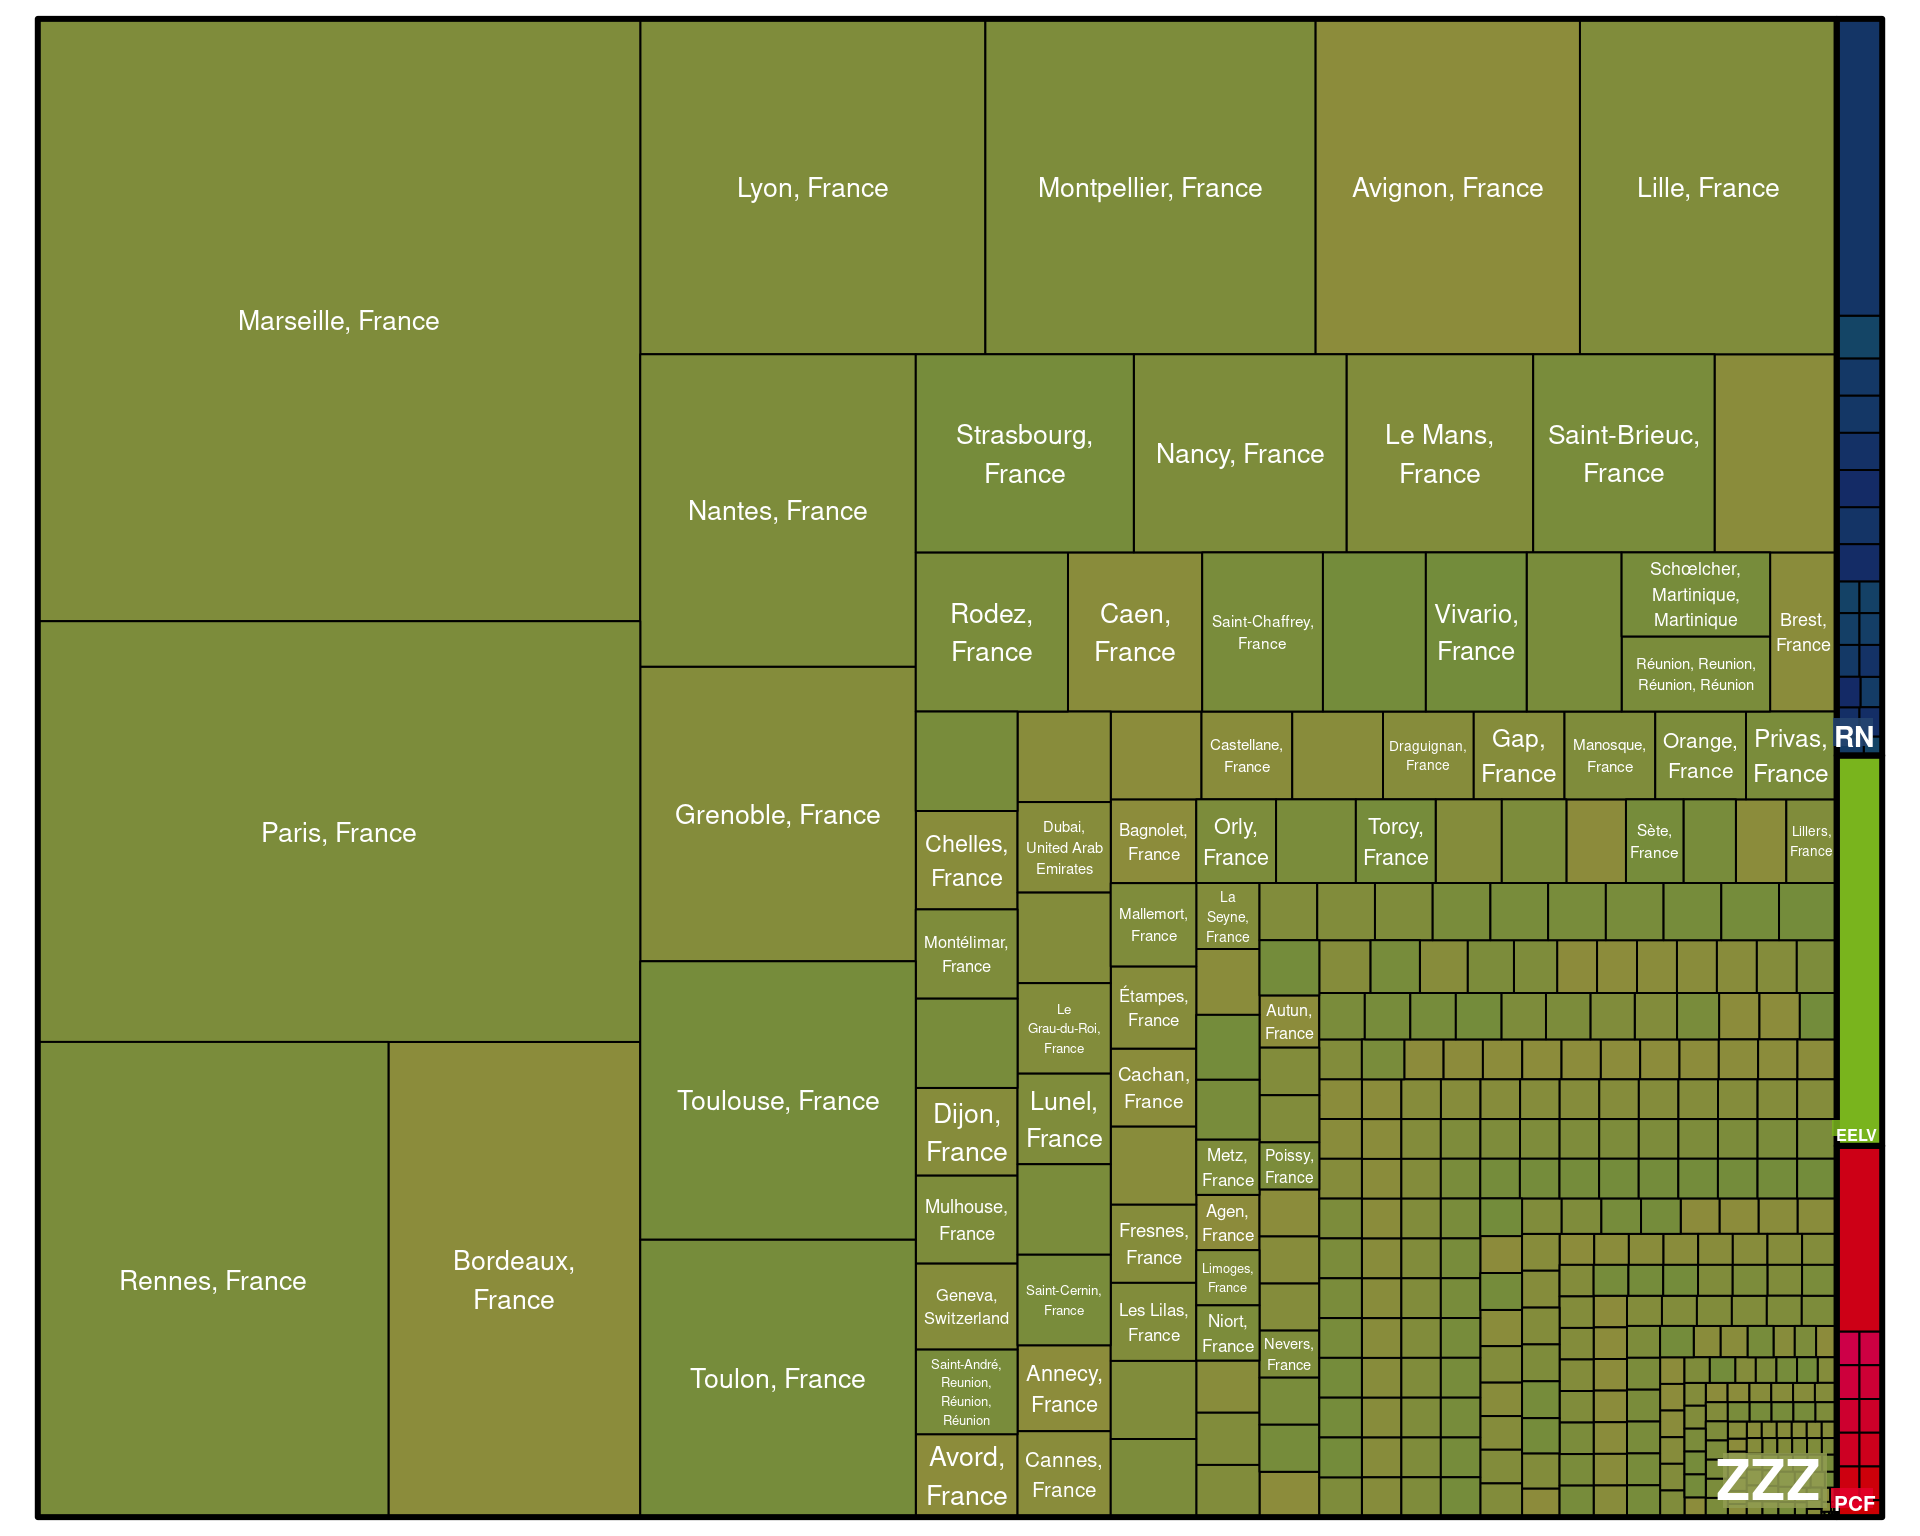 Marseille, France
Lyon, France
Montpellier, France
Avignon, France
Lille, France
Nantes, France
Strasbourg,
France
Nancy, France
Le Mans,
France
Saint-Brieuc,
France
Rodez,
France
Caen,
France
Saint-Chaffrey,
France
Vivario,
France
Schœlcher,
Martinique,
Martinique
Réunion, Reunion,
Réunion, Réunion
Brest,
France
Castellane,
France
Draguignan,
France
Gap,
France
Manosque,
France
Orange,
France
Privas,
France
RN
Paris, France
Grenoble, France
Chelles,
France
Dubai,
United Arab
Emirates
Bagnolet,
France
Orly,
France
Torcy,
France
Sète,
France
Lillers,
France
Montélimar,
France
Mallemort,
France
La
Seyne,
France
Le
Grau-du-Roi,
France
Étampes,
France
Autun,
France
Toulouse, France
Dijon,
France
Lunel,
France
Cachan,
France
Metz,
France
Poissy,
France
EELV
Rennes, France
Bordeaux,
France
Mulhouse,
France
Fresnes,
France
Agen,
France
Geneva,
Switzerland
Saint-Cernin,
France
Limoges,
France
Les Lilas,
France
Niort,
France
Nevers,
France
Toulon, France
Saint-André,
Reunion,
Réunion,
Réunion
Annecy,
France
Avord,
France
Cannes,
France
ZZZ
PCF